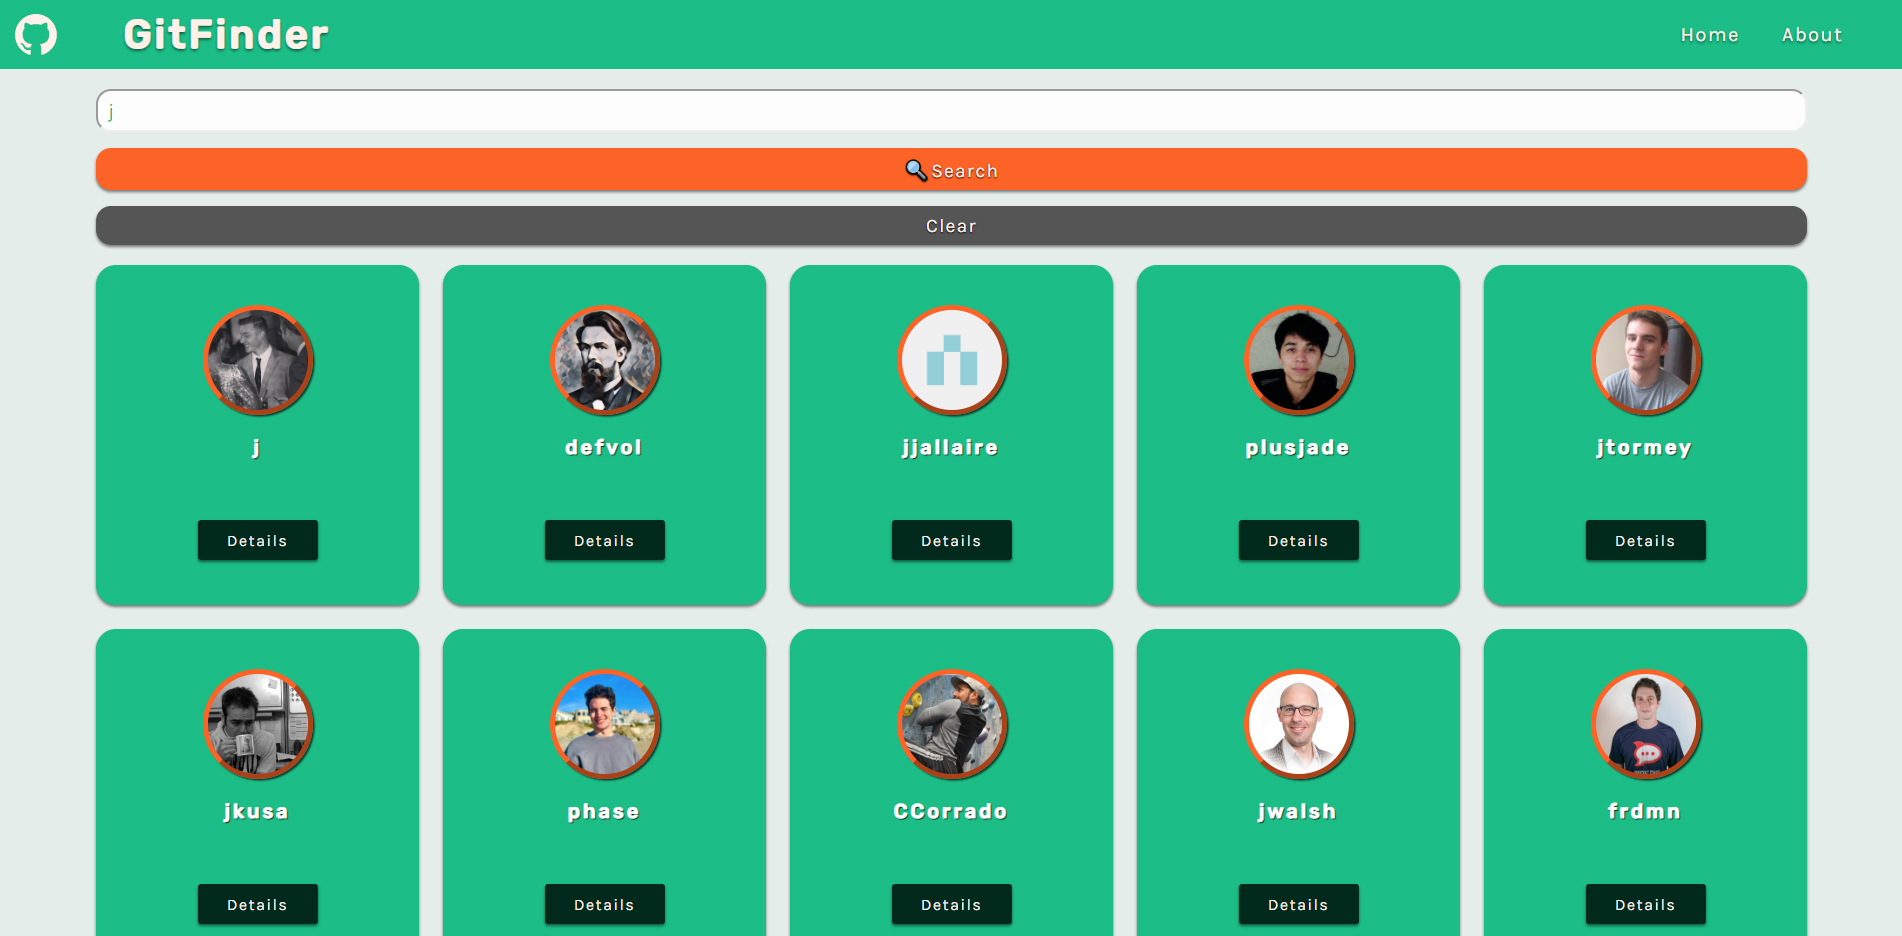 GitFinder
Home About
j
Search
Clear
j
defvol
jjallaire
plusjade
jtormey
Details
Details
Details
Details
Details
jkusa
phase
CCorrado
jwalsh
frdmn
Details
Details
Details
Details
Details